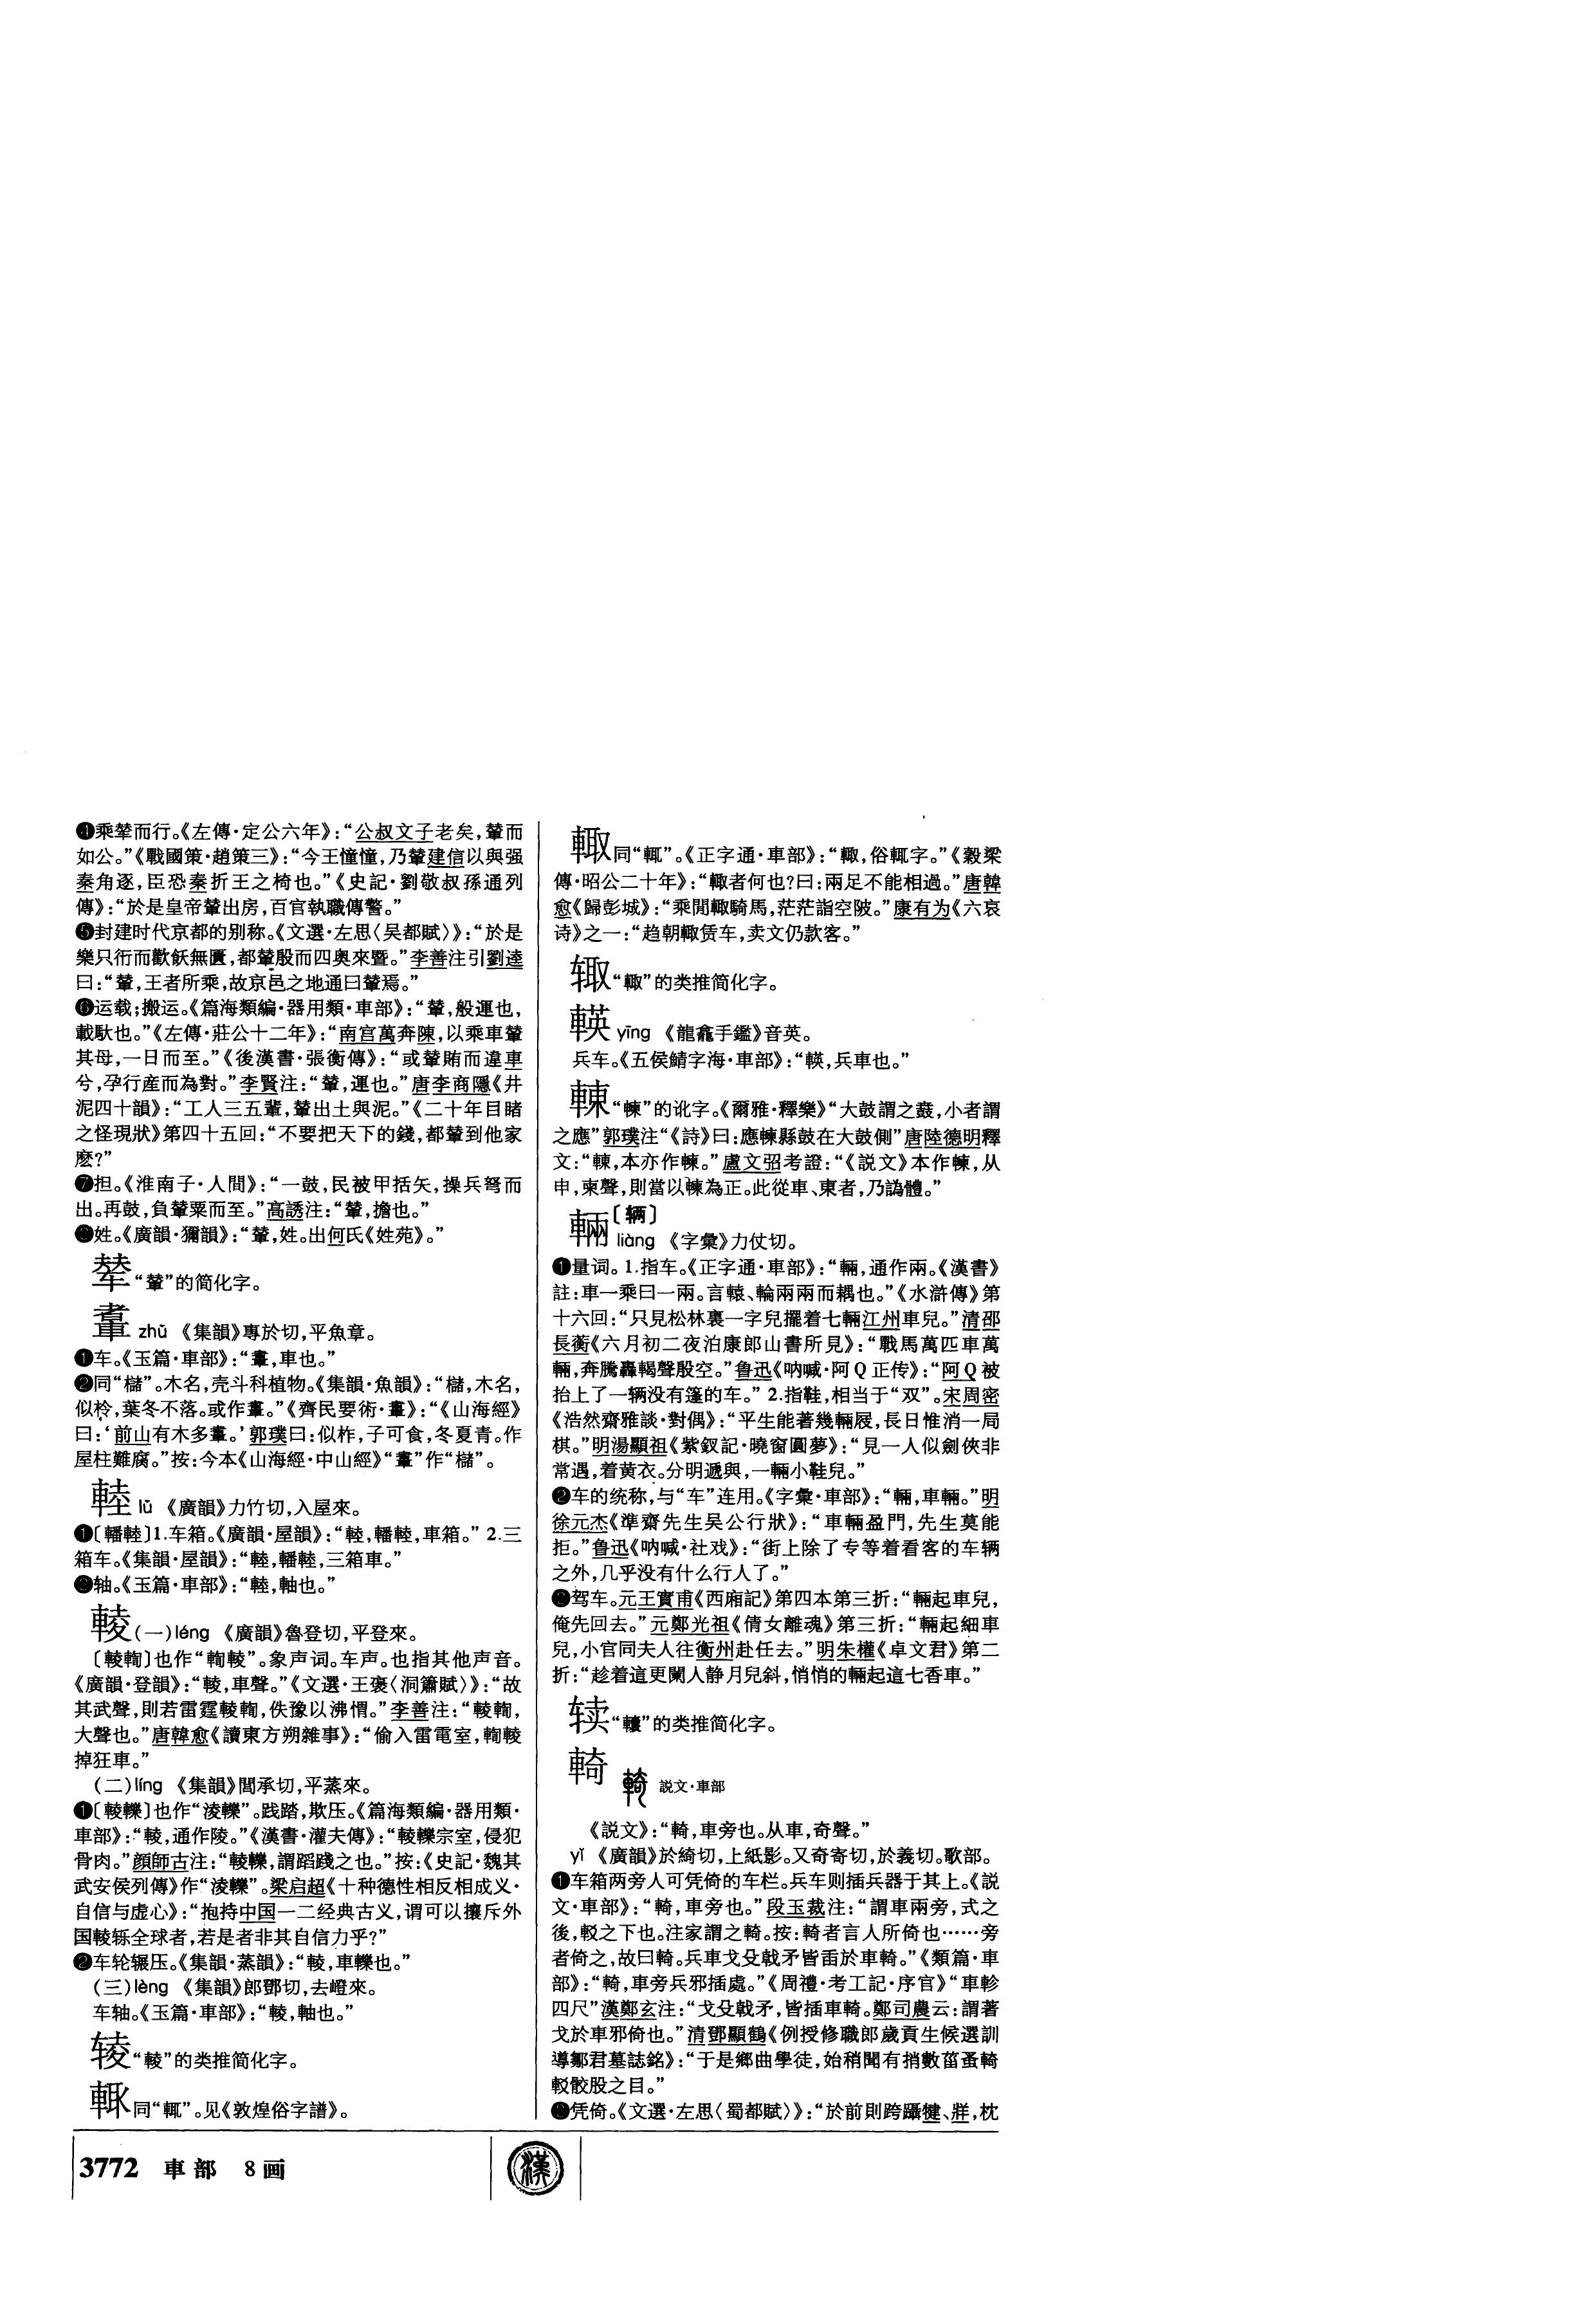 ❹乘辇而行。《左傳·定公六年》：“公叔文子老矣，輦而
如公。”《戰國策·趙策三》：“今王憧憧，乃輦建信以與强
秦角逐，臣恐秦折王之椅也。”《史記·劉敬叔孫通列
傳》：“於是皇帝輦出房，百官執職傳警。”
❺封建时代京都的别称。《文選·左思〈吴都賦〉》：“於是
樂只衎而歡飫無匱，都輦殷而四奥來暨。”李善注引劉逵
曰：“輦，王者所乘，故京邑之地通曰輦焉。”
❻运载；搬运。《篇海類編·器用類·車部》：“輦，般運也，
載馱也。”《左傳·莊公十二年》：“南宫萬奔陳，以乘車輦
其母，一日而至。”《後漢書·張衡傳》：“或輦賄而違車
兮，孕行産而為對。”李賢注：“輦，運也。”唐李商隱《井
泥四十韻》：“工人三五輩，輦出土與泥。”《二十年目睹
之怪現狀》第四十五回：“不要把天下的錢，都輦到他家
麽？”
❼担。《淮南子·人間》：“一鼓，民被甲括矢，操兵弩而
出。再鼓，負輦粟而至。”高誘注：“輦，擔也。”
❽姓。《廣韻·獮韻》：“輦，姓。出何氏《姓苑》。”
辇“輦”的简化字。
𨍑 zhū 《集韻》專於切，平魚章。
❶车。《玉篇·車部》：“𨍑，車也。”
❷同“櫧”。木名，壳斗科植物。《集韻·魚韻》：“櫧，木名，
似柃，葉冬不落。或作𨍑。”《齊民要術·𨍑》：“《山海經》
曰：‘前山有木多𨍑。’郭璞曰：似柞，子可食，冬夏青。作
屋柱難腐。”按：今本《山海經·中山經》“𨍑”作“櫧”。
䡜 lù 《廣韻》力竹切，入屋來。
❶〔轓䡜〕1.车箱。《廣韻·屋韻》：“䡜，轓䡜，車箱。” 2.三
箱车。《集韻·屋韻》：“䡜，轓䡜，三箱車。”
❷轴。《玉篇·車部》：“䡜，軸也。”
輘(一)léng 《廣韻》魯登切，平登來。
〔輘輷〕也作“輷輘”。象声词。车声。也指其他声音。
《廣韻·登韻》：“輘，車聲。”《文選·王褒〈洞簫賦〉》：“故
其武聲，則若雷霆輘輷，佚豫以沸㥜。”李善注：“輘輷，
大聲也。”唐韓愈《讀東方朔雜事》：“偷入雷電室，輷輘
掉狂車。”
(二)líng 《集韻》閭承切，平蒸來。
❶〔輘轢〕也作“淩轢”。践踏，欺压。《篇海類編·器用類·
車部》：“輘，通作陵。”《漢書·灌夫傳》：“輘轢宗室，侵犯
骨肉。”顔師古注：“輘轢，謂蹈踐之也。”按：《史記·魏其
武安侯列傳》作“淩轢”。梁启超《十种德性相反相成义·
自信与虚心》：“抱持中国一二经典古义，谓可以攘斥外
国輘轹全球者，若是者非其自信力乎？”
❷车轮辗压。《集韻·蒸韻》：“輘，車轢也。”
(三)lèng 《集韻》郎鄧切，去嶝來。
车轴。《玉篇·車部》：“輘，軸也。”
“輘”的类推简化字。
同“輒”。见《敦煌俗字譜》。
輙同“輒”。《正字通·車部》：“輙，俗輒字。”《穀梁
傳·昭公二十年》：“輙者何也？曰：兩足不能相過。”唐韓
愈《歸彭城》：“乘閒輙騎馬，茫茫詣空陂。”康有为《六哀
诗》之一：“趋朝輙赁车，卖文仍款客。”
“輙”的类推简化字。
䡙 yīng 《龍龕手鑑》音英。
兵车。《五侯鯖字海·車部》：“䡙，兵車也。”
“𣌾”的讹字。《爾雅·釋樂》“大鼓謂之鼖，小者謂
之應”郭璞注“《詩》曰：應𣌾縣鼓在大鼓側”唐陸德明釋
文：“𨌲，本亦作𣌾。”盧文弨考證：“《説文》本作𣌾，从
申，柬聲，則當以𣌾為正。此從車、東者，乃譌體。”
輛〔辆〕
liàng 《字彙》力仗切。
❶量词。1.指车。《正字通·車部》：“輛，通作兩。《漢書》
註：車一乘曰一兩。言轅、輪兩兩而耦也。”《水滸傳》第
十六回：“只見松林裏一字兒擺着七輛江州車兒。”清邵
長蘅《六月初二夜泊康郎山書所見》：“戰馬萬匹車萬
輛，奔騰轟輵聲殷空。”鲁迅《呐喊·阿Q正传》：“阿Q被
抬上了一辆没有篷的车。” 2.指鞋，相当于“双”。宋周密
《浩然齋雅談·對偶》：“平生能著幾輛屐，長日惟消一局
棋。”明湯顯祖《紫釵記·曉窗圓夢》：“見一人似劍俠非
常遇，着黄衣。分明遞與，一輛小鞋兒。”
❷车的统称，与“车”连用。《字彙·車部》：“輛，車輛。”明
徐元杰《準齋先生吴公行狀》：“車輛盈門，先生莫能
拒。”鲁迅《呐喊·社戏》：“街上除了专等着看客的车辆
之外，几乎没有什么行人了。”
❸驾车。元王實甫《西廂記》第四本第三折：“輛起車兒，
俺先回去。”元鄭光祖《倩女離魂》第三折：“輛起細車
兒，小官同夫人往衡州赴任去。”明朱權《卓文君》第二
折：“趁着這更闌人静月兒斜，悄悄的輛起這七香車。”
“䡱”的类推简化字。
輢 説文·車部
《説文》：“輢，車旁也。从車，奇聲。”
yǐ 《廣韻》於綺切，上紙影。又奇寄切，於義切。歌部。
❶车箱两旁人可凭倚的车栏。兵车则插兵器于其上。《説
文·車部》：“輢，車旁也。”段玉裁注：“謂車兩旁，式之
後，較之下也。注家謂之輢。按：輢者言人所倚也……旁
者倚之，故曰輢。兵車戈殳戟矛皆臿於車輢。”《類篇·車
部》：“輢，車旁兵邪插處。”《周禮·考工記·序官》“車軫
四尺”漢鄭玄注：“戈殳戟矛，皆插車輢。鄭司農云：謂著
戈於車邪倚也。”清鄧顯鶴《例授修職郎歲貢生候選訓
導鄒君墓誌銘》：“于是鄉曲學徒，始稍聞有捎數菑蚤輢
較骹股之目。”
❷凭倚。《文選·左思〈蜀都賦〉》：“於前則跨躡犍、牂，枕
3772 車部 8画
漢